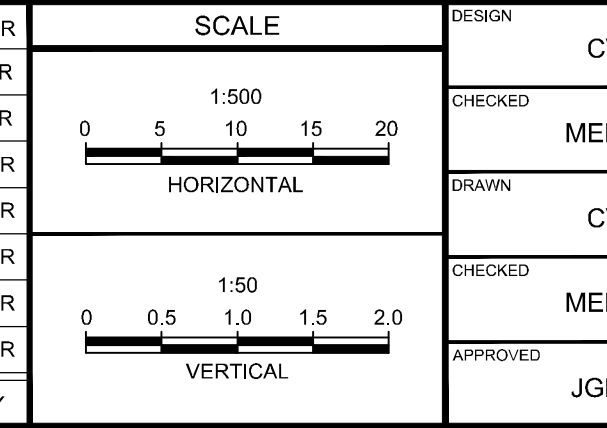 SCALE
1:500
0 5 10 15 20
HORIZONTAL
1:50
0 0.5 1.0 1.5 2.0
VERTICAL
R
R
R
R
R
R
R
R
DESIGN
CHECKED
DRAWN
CHECKED
APPROVED